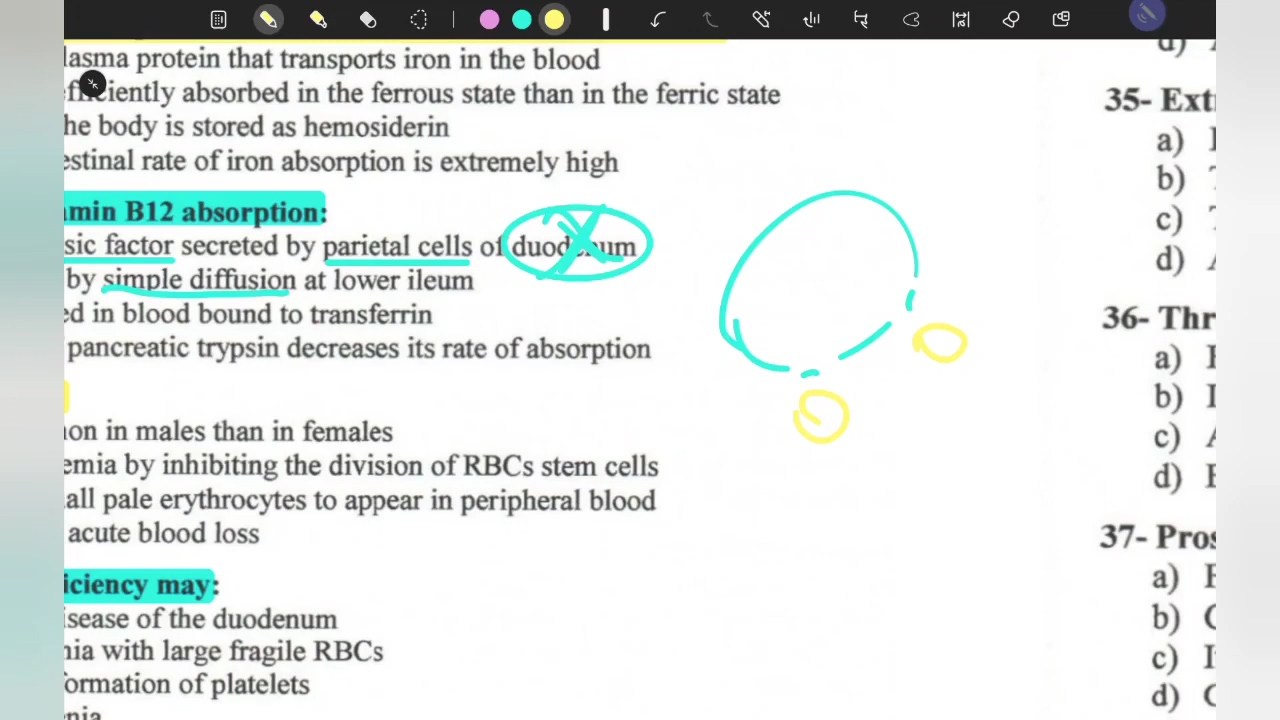 lasma protein that transports iron in the blood
efficiently absorbed in the ferrous state than in the ferric state
he body is stored as hemosiderin
estinal rate of iron absorption is extremely high
amin B12 absorption:
sic factor secreted by parietal cells of duodenum
by simple diffusion at lower ileum
ed in blood bound to transferrin
pancreatic trypsin decreases its rate of absorption
on in males than in females
emia by inhibiting the division of RBCs stem cells
all pale erythrocytes to appear in peripheral blood
acute blood loss
iciency may:
isease of the duodenum
nia with large fragile RBCs
formation of platelets
enia
d)
35- Ext
a)
b)
c)
d)
36- Thr
a)
b)
c)
d)
37- Pros
a)
b)
c)
d)